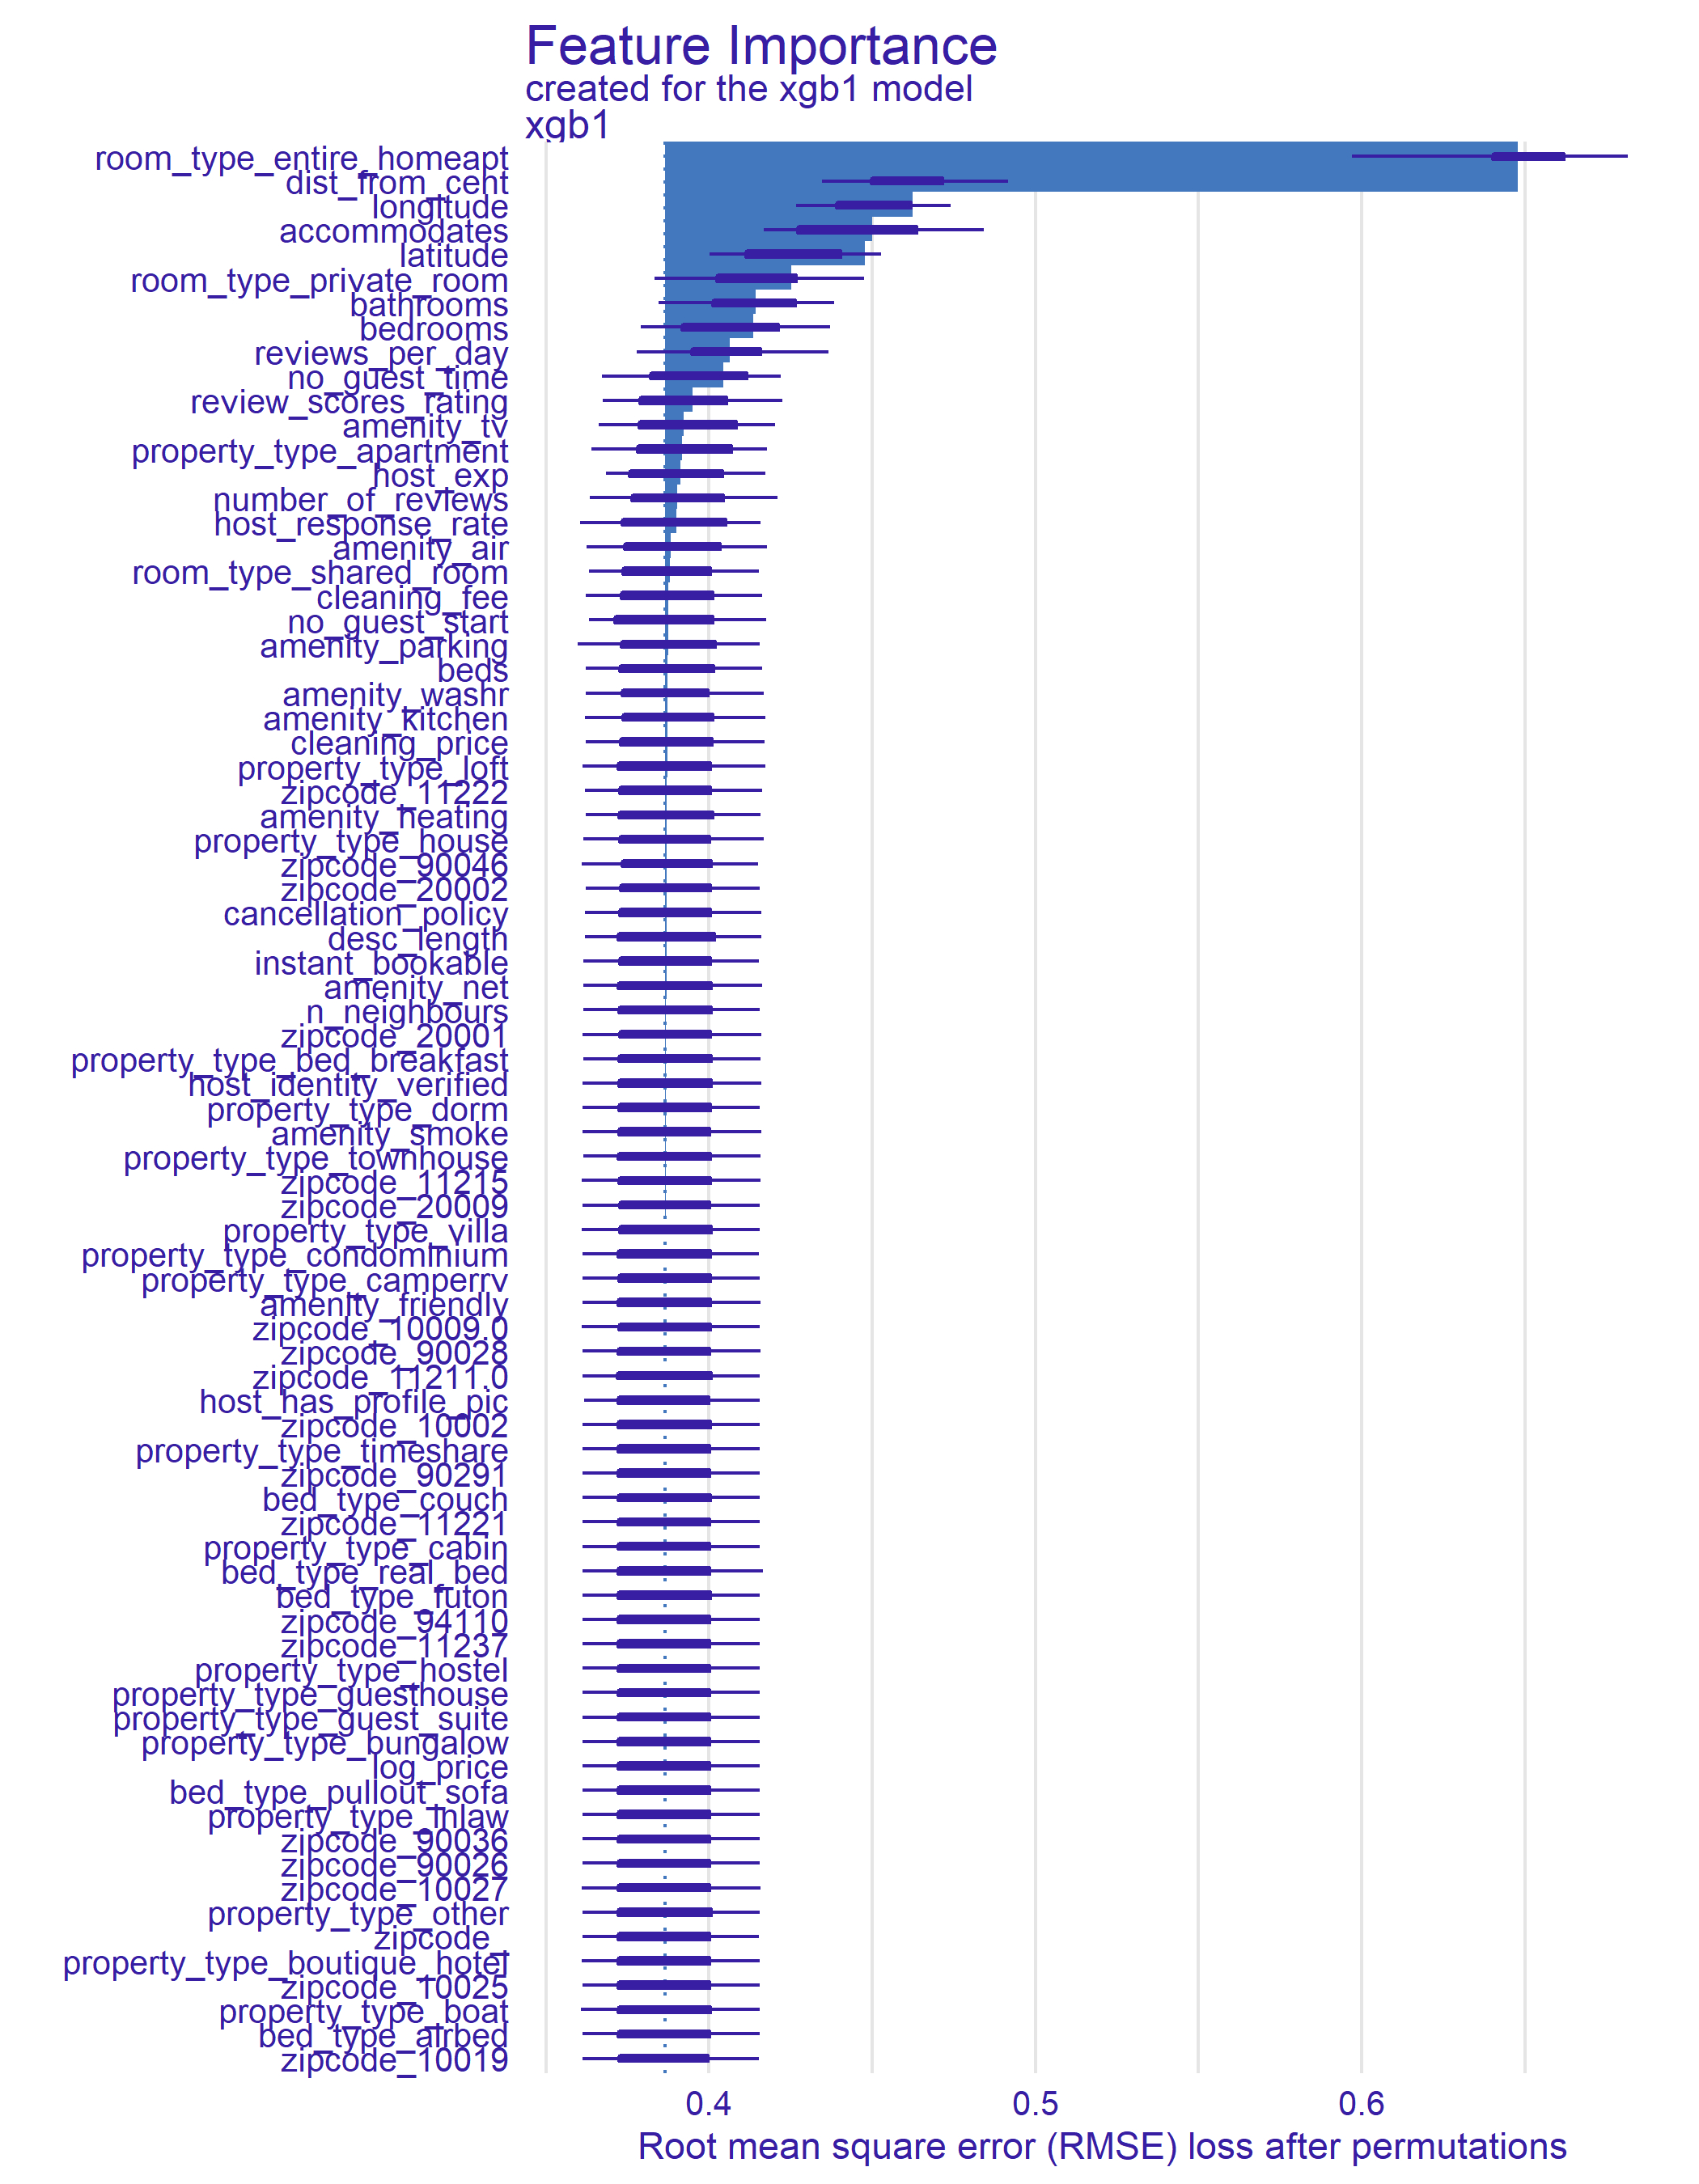 Feature Importance
created for the xgb1 model
xgb1
room_type_entire_homeapt
dist_from_cent
longitude
accommodates
latitude
room_type_private_room
bathrooms
bedrooms
reviews_per_day
no_guest_time
review_scores_rating
amenity_tv
property_type_apartment
host_exp
number_of_reviews
host_response_rate
amenity_air
room_type_shared_room
cleaning_fee
no_guest_start
amenity_parking
beds
amenity_washr
amenity_kitchen
cleaning_price
property_type_loft
zipcode_11222
amenity_heating
property_type_house
zipcode_90046
zipcode_20002
cancellation_policy
desc_length
instant_bookable
amenity_net
n_neighbours
zipcode_20001
property_type_bed_breakfast
host_identity_verified
property_type_dorm
amenity_smoke
property_type_townhouse
zipcode_11215
zipcode_20009
property_type_villa
property_type_condominium
property_type_camperrv
amenity_friendly
zipcode_10009.0
zipcode_90028
zipcode_11211.0
host_has_profile_pic
zipcode_10002
property_type_timeshare
zipcode_90291
bed_type_couch
zipcode_11221
property_type_cabin
bed_type_real_bed
bed_type_futon
zipcode_94110
zipcode_11237
property_type_hostel
property_type_guesthouse
property_type_guest_suite
property_type_bungalow
log_price
bed_type_pullout_sofa
property_type_inlaw
zipcode_90036
zipcode_90026
zipcode_10027
property_type_other
zipcode_
property_type_boutique_hotel
zipcode_10025
property_type_boat
bed_type_airbed
zipcode_10019
0.4 0.5 0.6
Root mean square error (RMSE) loss after permutations